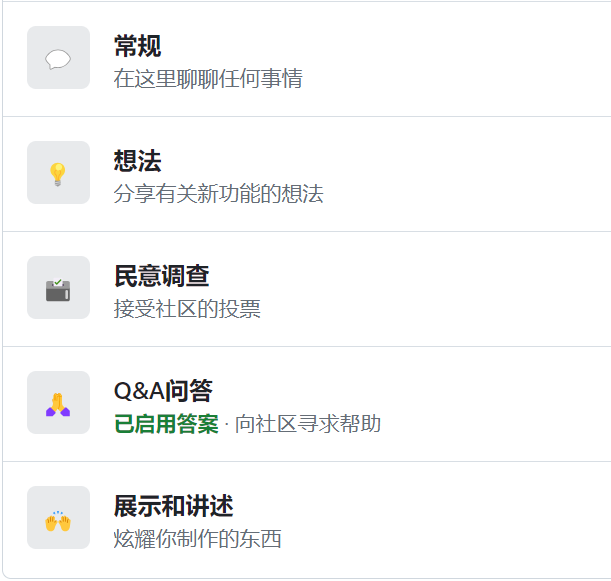 常规
在这里聊聊任何事情
想法
分享有关新功能的想法
民意调查
接受社区的投票
Q&A问答
已启用答案 · 向社区寻求帮助
展示和讲述
炫耀你制作的东西